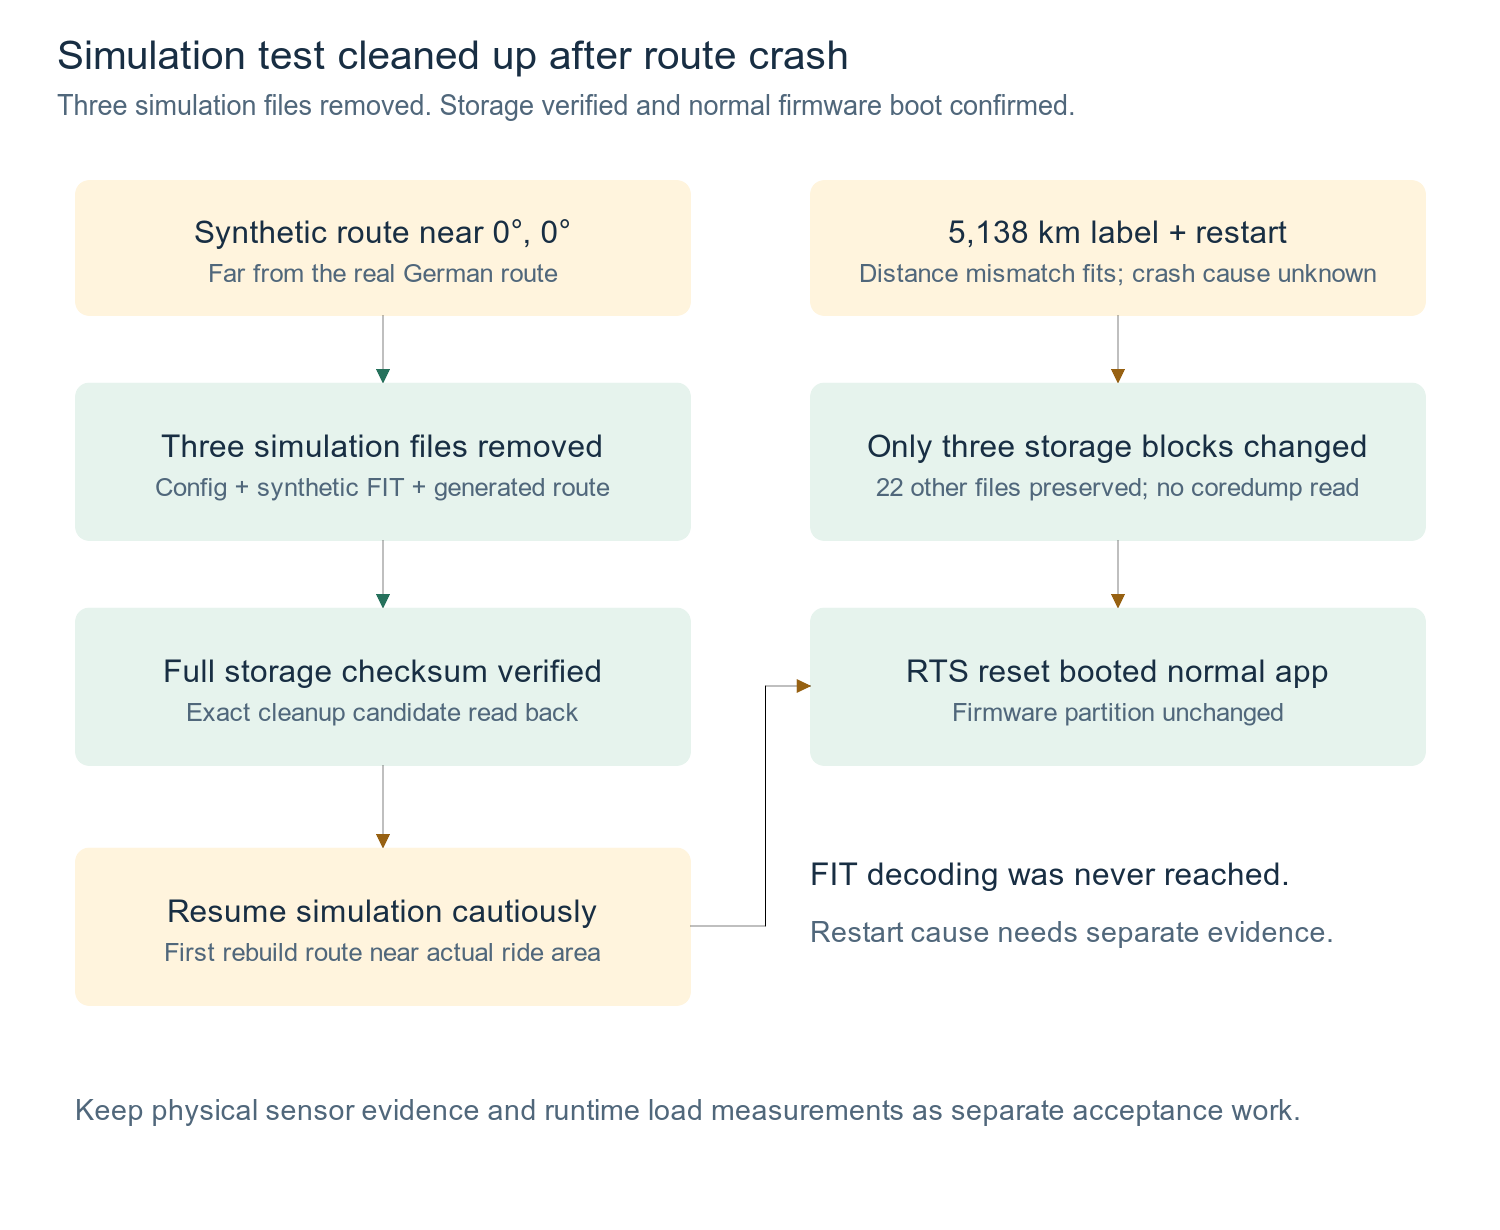 Simulation test cleaned up after route crash
Three simulation files removed. Storage verified and normal firmware boot confirmed.
Synthetic route near 0°, 0°
Far from the real German route
5,138 km label + restart
Distance mismatch fits; crash cause unknown
Three simulation files removed
Config + synthetic FIT + generated route
Only three storage blocks changed
22 other files preserved; no coredump read
Full storage checksum verified
Exact cleanup candidate read back
RTS reset booted normal app
Firmware partition unchanged
Resume simulation cautiously
First rebuild route near actual ride area
FIT decoding was never reached.
Restart cause needs separate evidence.
Keep physical sensor evidence and runtime load measurements as separate acceptance work.